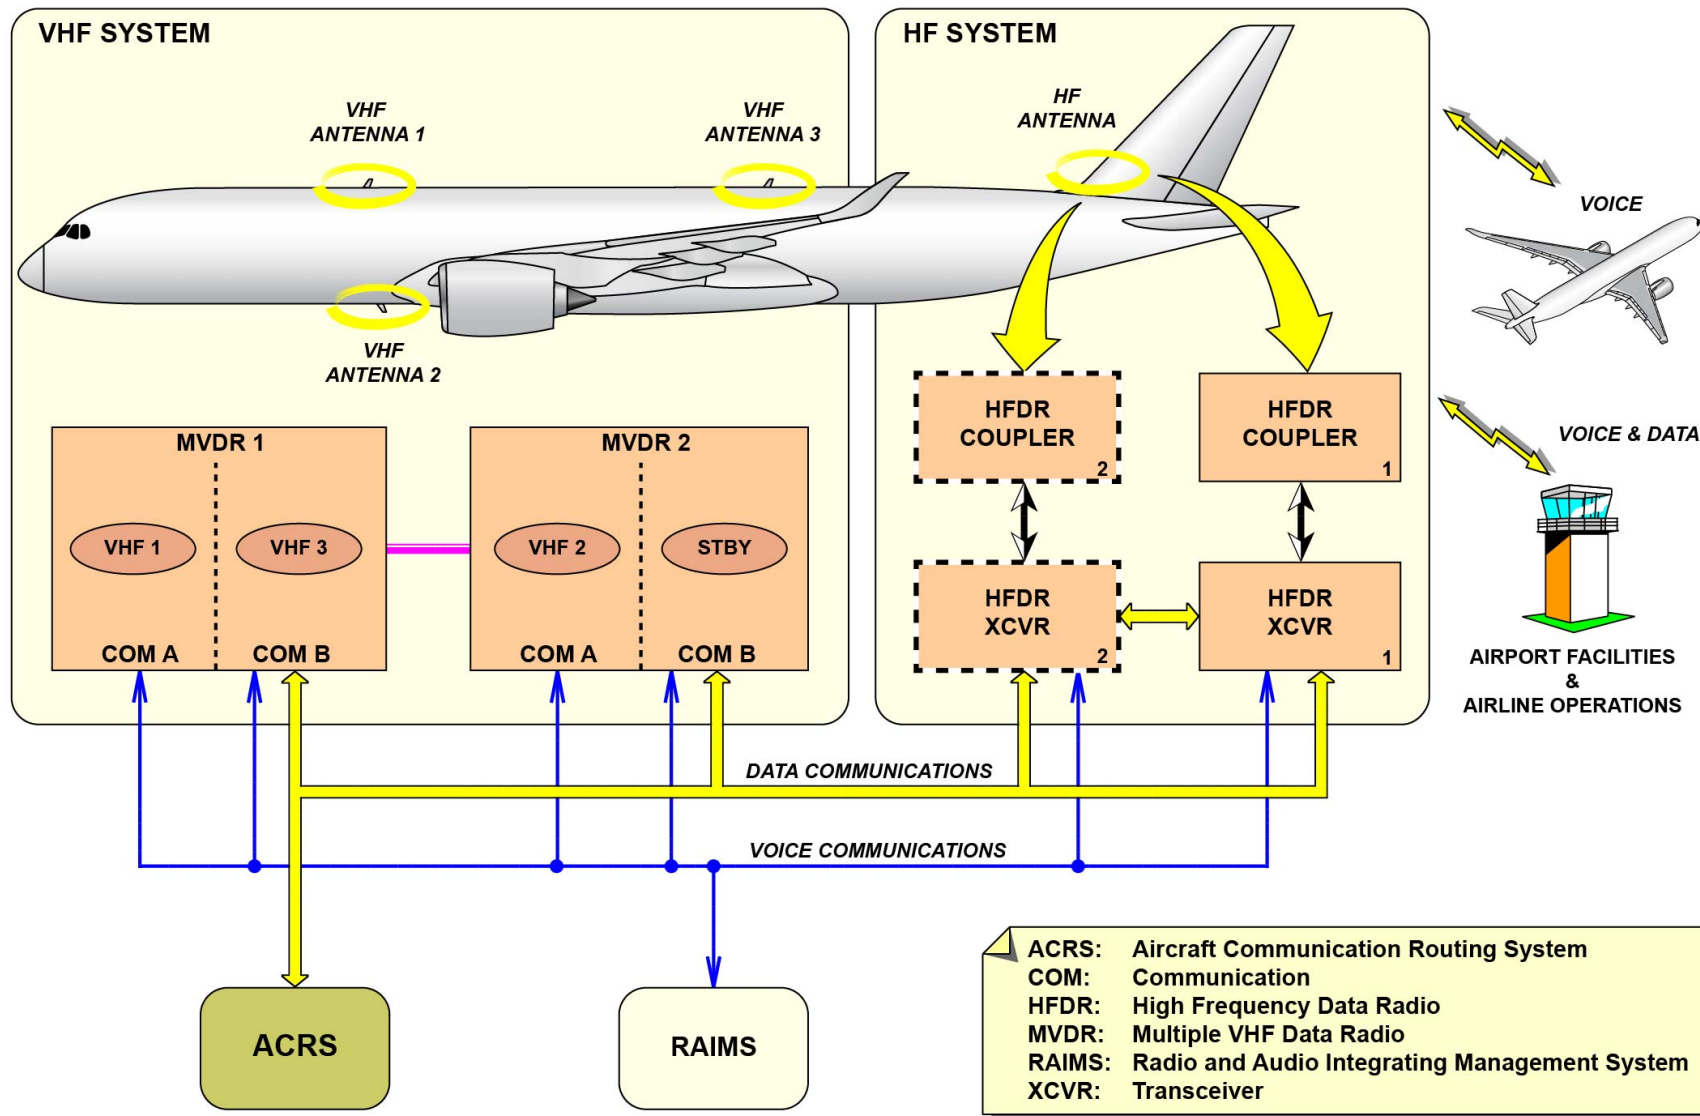 VHF SYSTEM
HF SYSTEM
VHF
ANTENNA 1
VHF
ANTENNA 3
HF
ANTENNA
VOICE
VHF
ANTENNA 2
HFDR
COUPLER
2
HFDR
COUPLER
1
VOICE & DATA
MVDR 1
MVDR 2
VHF 1
VHF 3
VHF 2
STBY
HFDR
XCVR
2
HFDR
XCVR
1
COM A
COM B
COM A
COM B
AIRPORT FACILITIES
&
AIRLINE OPERATIONS
DATA COMMUNICATIONS
VOICE COMMUNICATIONS
ACRS
RAIMS
ACRS: Aircraft Communication Routing System
COM: Communication
HFDR: High Frequency Data Radio
MVDR: Multiple VHF Data Radio
RAIMS: Radio and Audio Integrating Management System
XCVR: Transceiver